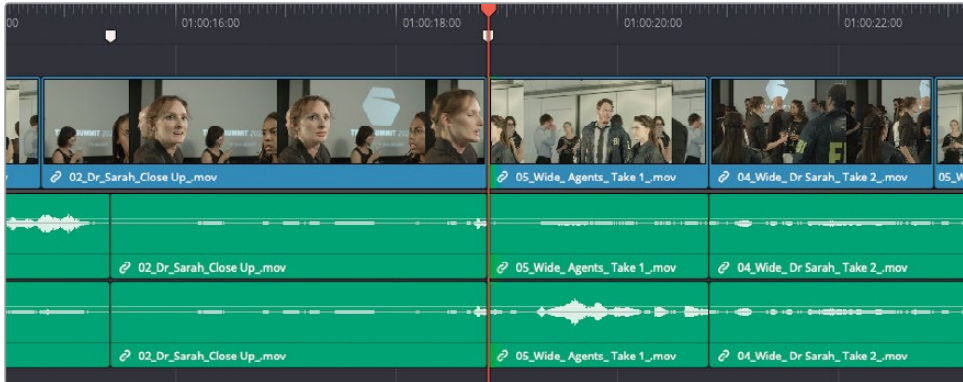 00
01:00:16:00
01:00:18:00
01:00:20:00
01:00:22:00
02_Dr_Sarah_Close Up_.mov
05_Wide_ Agents_ Take 1_.mov
04_Wide_ Dr Sarah_ Take 2_.mov
02_Dr_Sarah_Close Up_.mov
05_Wide_ Agents_ Take 1_.mov
04_Wide_ Dr Sarah_ Take 2_.mov
02_Dr_Sarah_Close Up_.mov
05_Wide_ Agents_ Take 1_.mov
04_Wide_ Dr Sarah_ Take 2_.mov